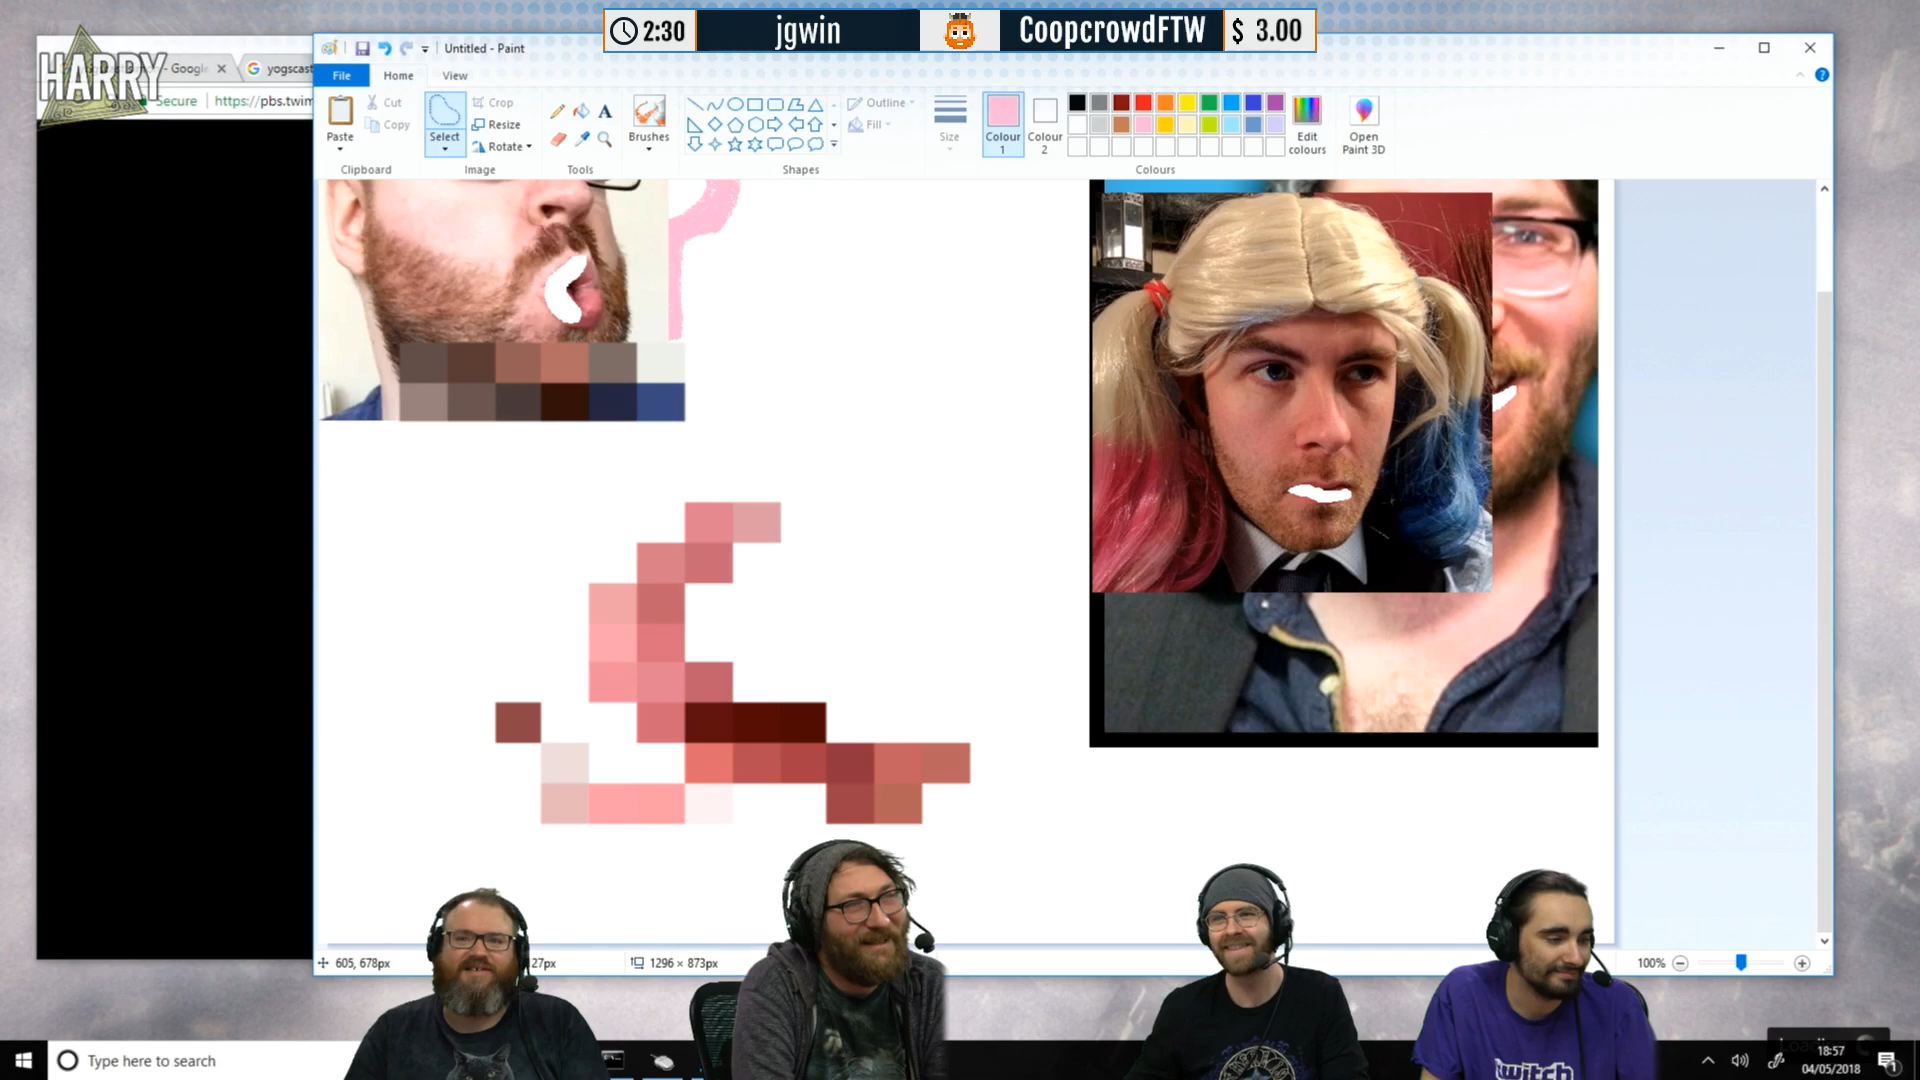 2:30 jgwin CoopcrowdFTW $ 3.00
HARRY
Untitled - Paint
Googl
yogscast
Secure https://pbs.twim
File Home View
Paste
Cut
Copy
Clipboard
Select
Crop
Resize
Rotate
Image
Tools
Brushes
Shapes
Outline
Fill
Size
Colour 1
Colour 2
Edit colours
Open Paint 3D
Colours
605, 678px
27px
1296 × 873px
100%
Type here to search
twitch
18:57
04/05/2018